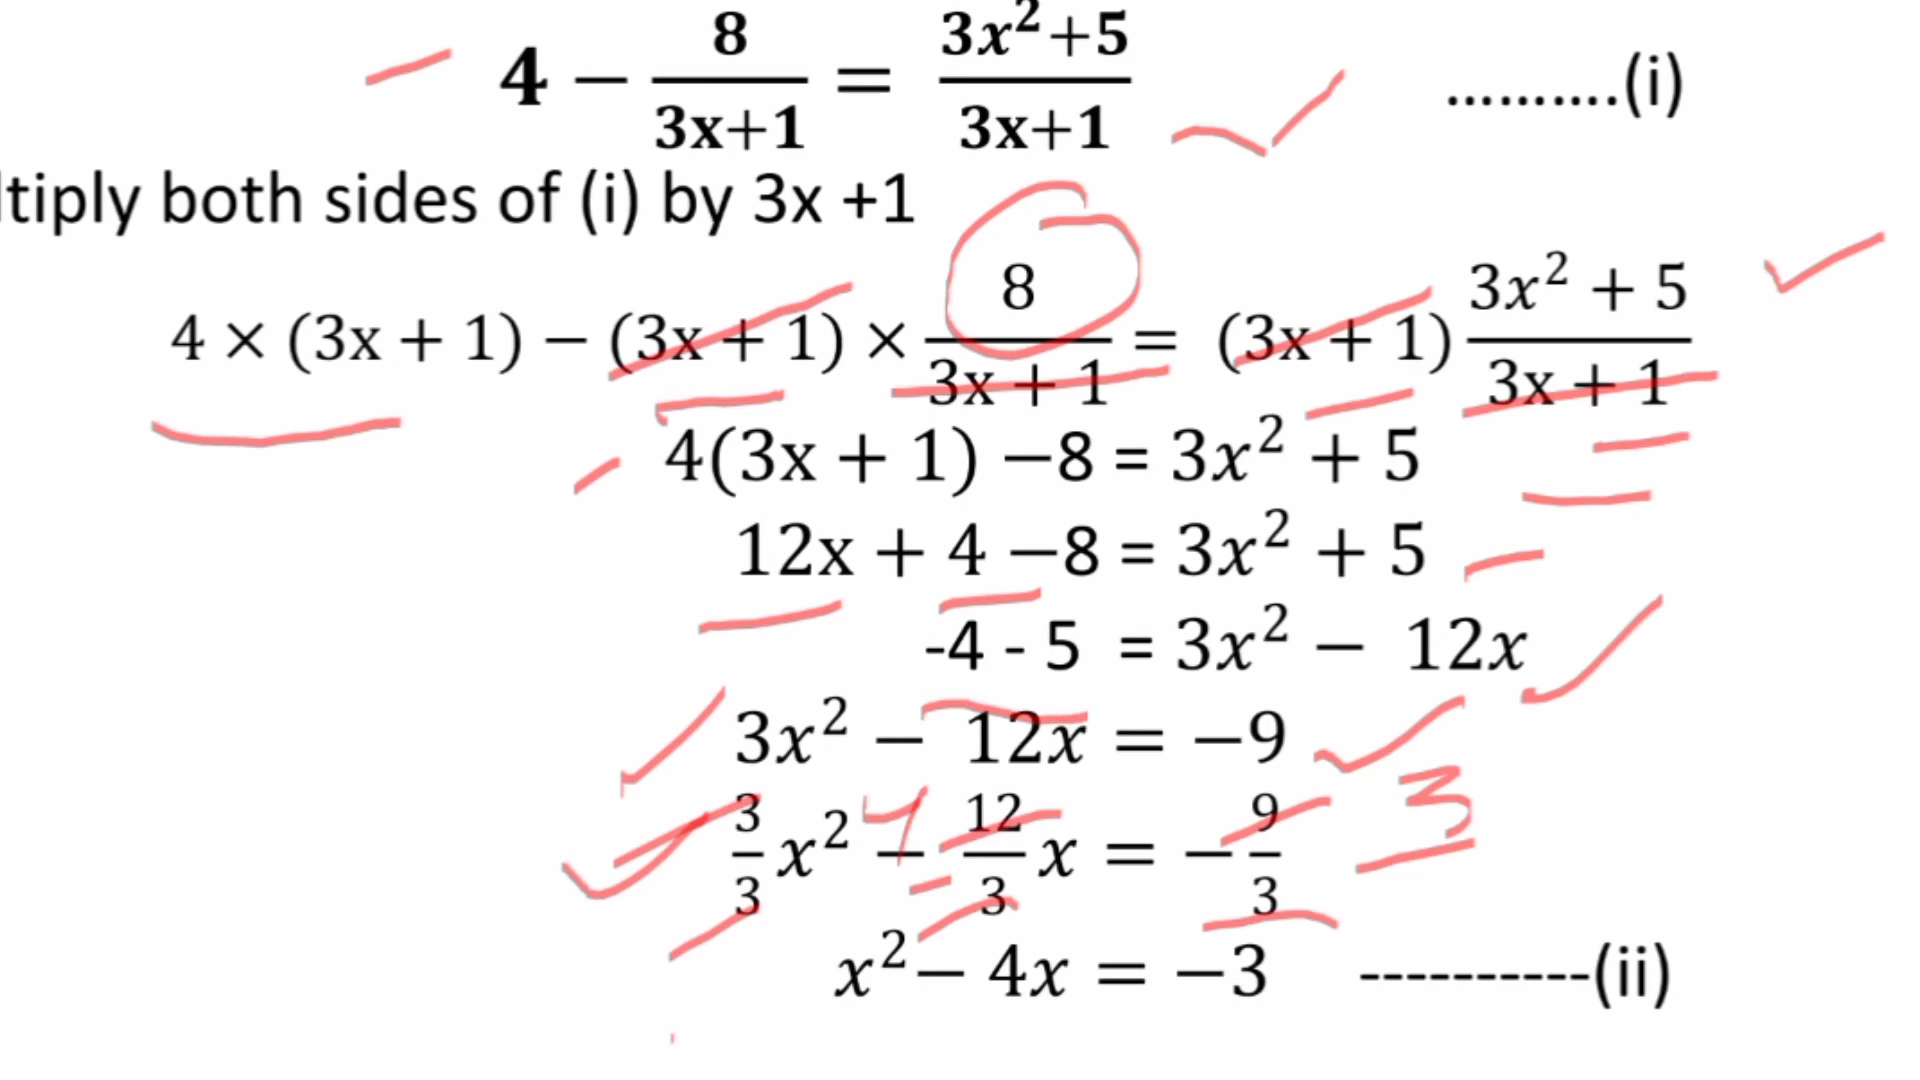 4 − 8/(3x+1) = (3x²+5)/(3x+1) ..........(i)
tiply both sides of (i) by 3x +1
4 × (3x + 1) − (3x + 1) × 8/(3x + 1) = (3x + 1) (3x² + 5)/(3x + 1)
4(3x + 1) −8 = 3x² + 5
12x + 4 −8 = 3x² + 5
-4 - 5 = 3x² − 12x
3x² − 12x = −9
3/3 x² − 12/3 x = − 9/3
4 3
x² − 4x = −3 ----------(ii)